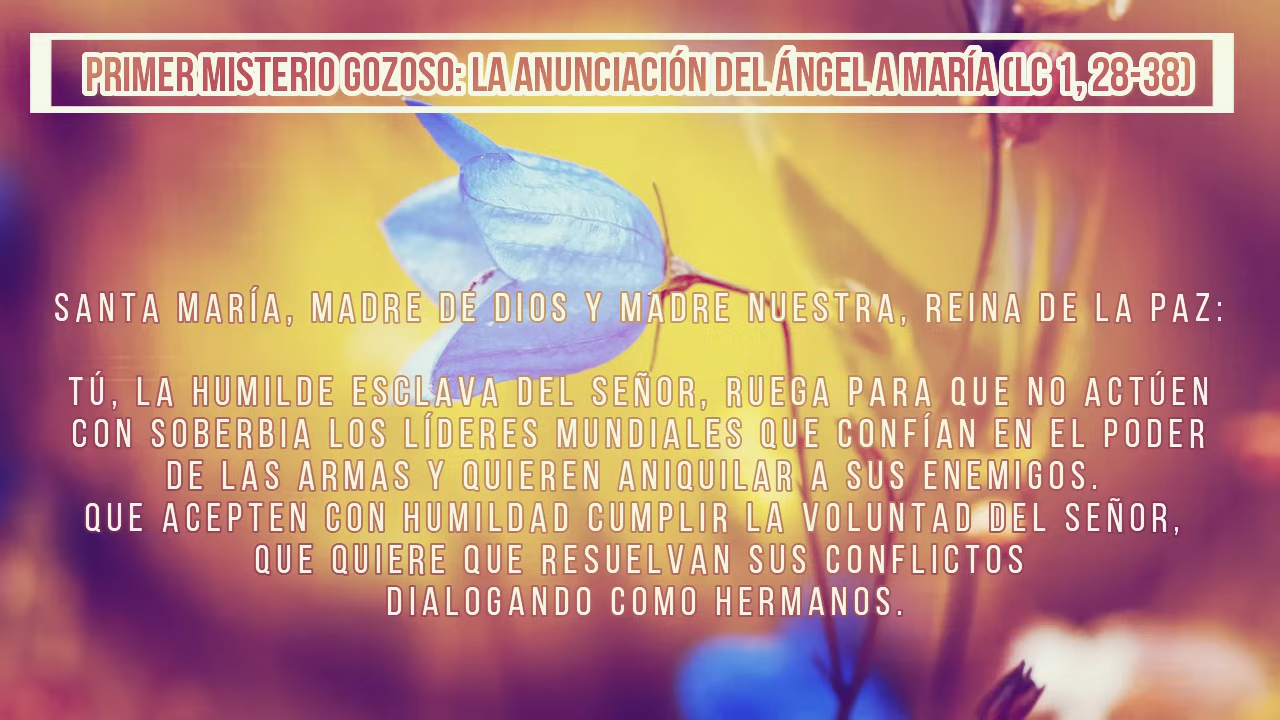 PRIMER MISTERIO GOZOSO: LA ANUNCIACIÓN DEL ÁNGEL A MARÍA (LC 1, 28-38)
SANTA MARÍA, MADRE DE DIOS Y MADRE NUESTRA, REINA DE LA PAZ:
TÚ, LA HUMILDE ESCLAVA DEL SEÑOR, RUEGA PARA QUE NO ACTÚEN
CON SOBERBIA LOS LÍDERES MUNDIALES QUE CONFÍAN EN EL PODER
DE LAS ARMAS Y QUIEREN ANIQUILAR A SUS ENEMIGOS.
QUE ACEPTEN CON HUMILDAD CUMPLIR LA VOLUNTAD DEL SEÑOR,
QUE QUIERE QUE RESUELVAN SUS CONFLICTOS
DIALOGANDO COMO HERMANOS.